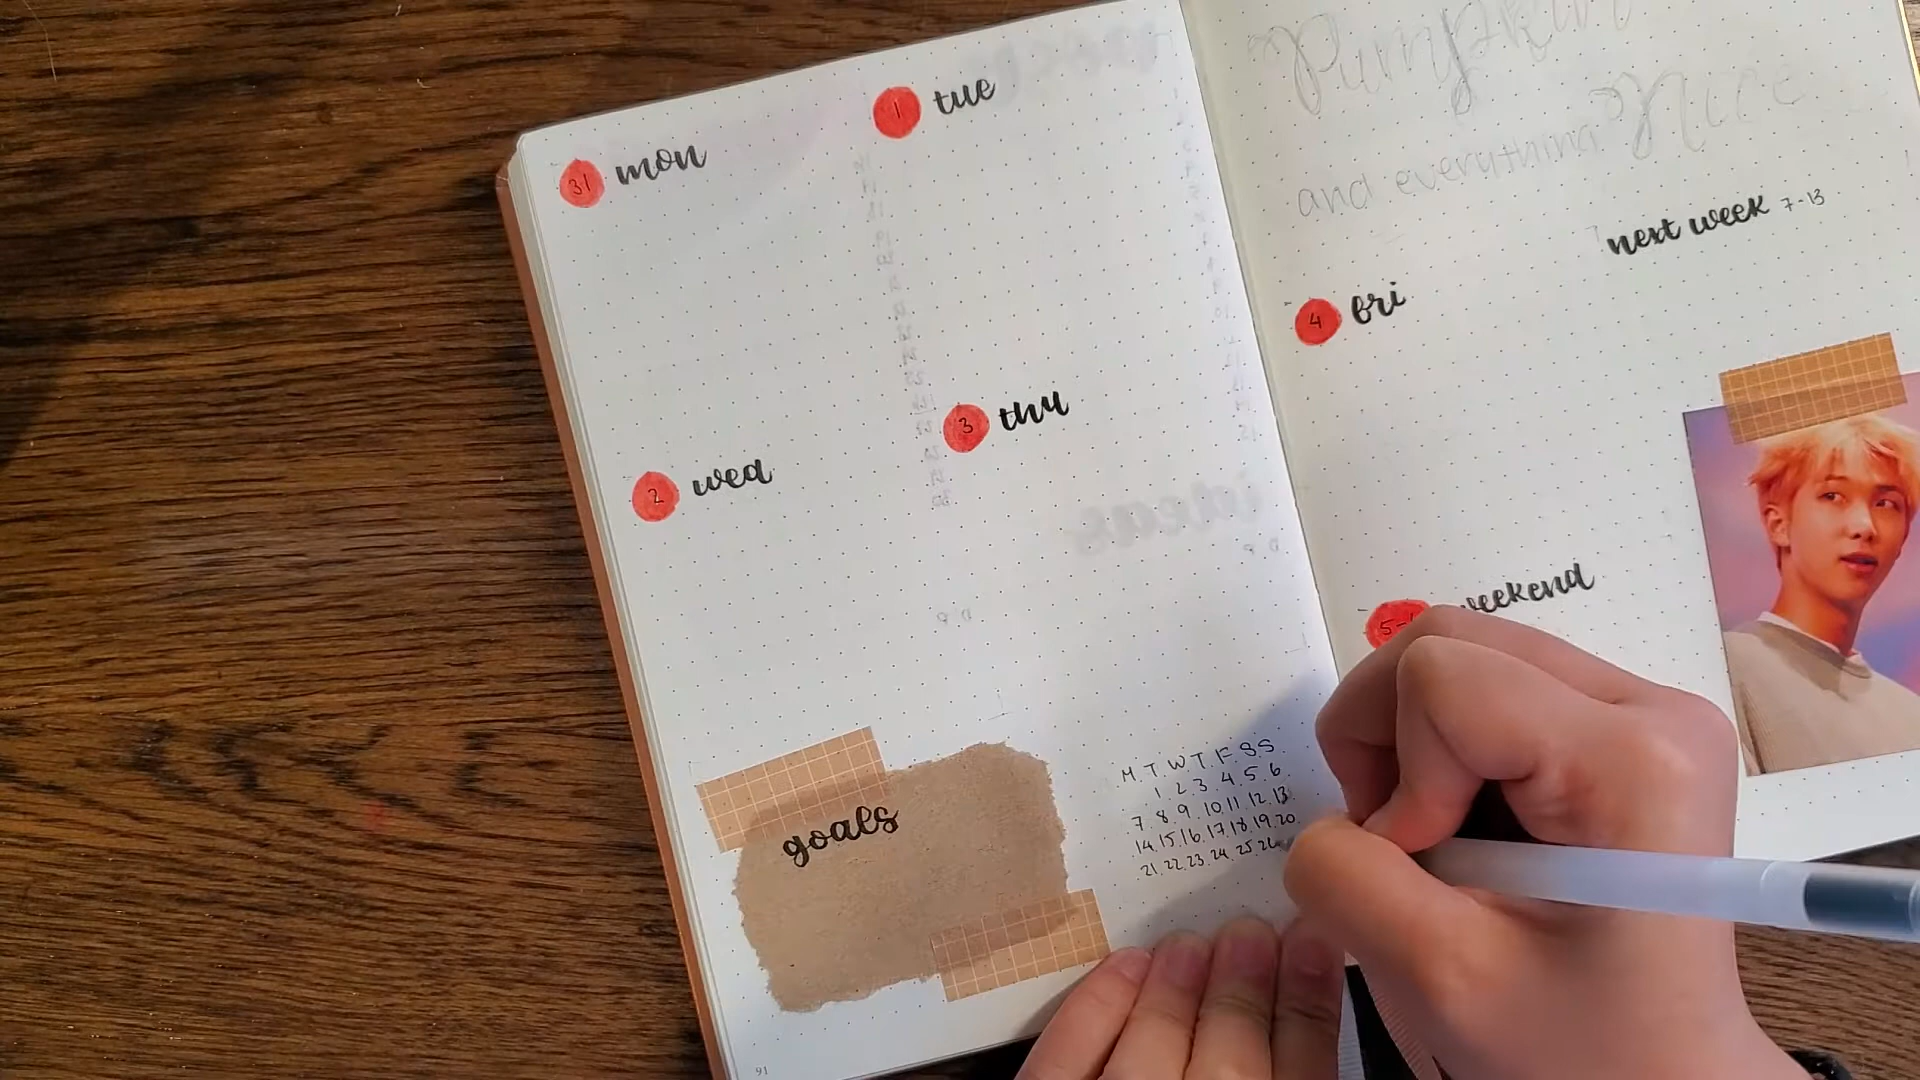 31 mon
1 tue
2 wed
3 thu
goals
M T W T F S S
1 2 3 4 5 6
7 8 9 10 11 12 13
14 15 16 17 18 19 20
21 22 23 24 25 26
91
Pumpkin
and everything Nice
next week 7-13
4 fri
5-
weekend